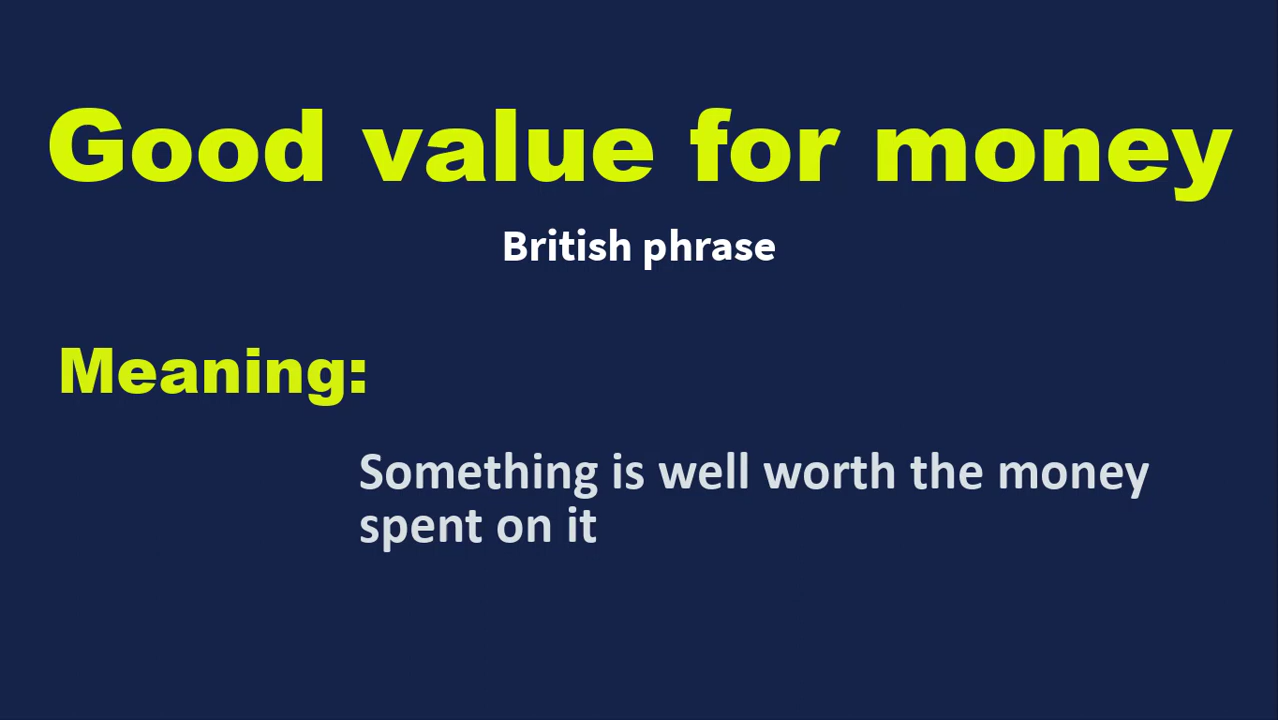 Good value for money
British phrase
Meaning:
Something is well worth the money
spent on it